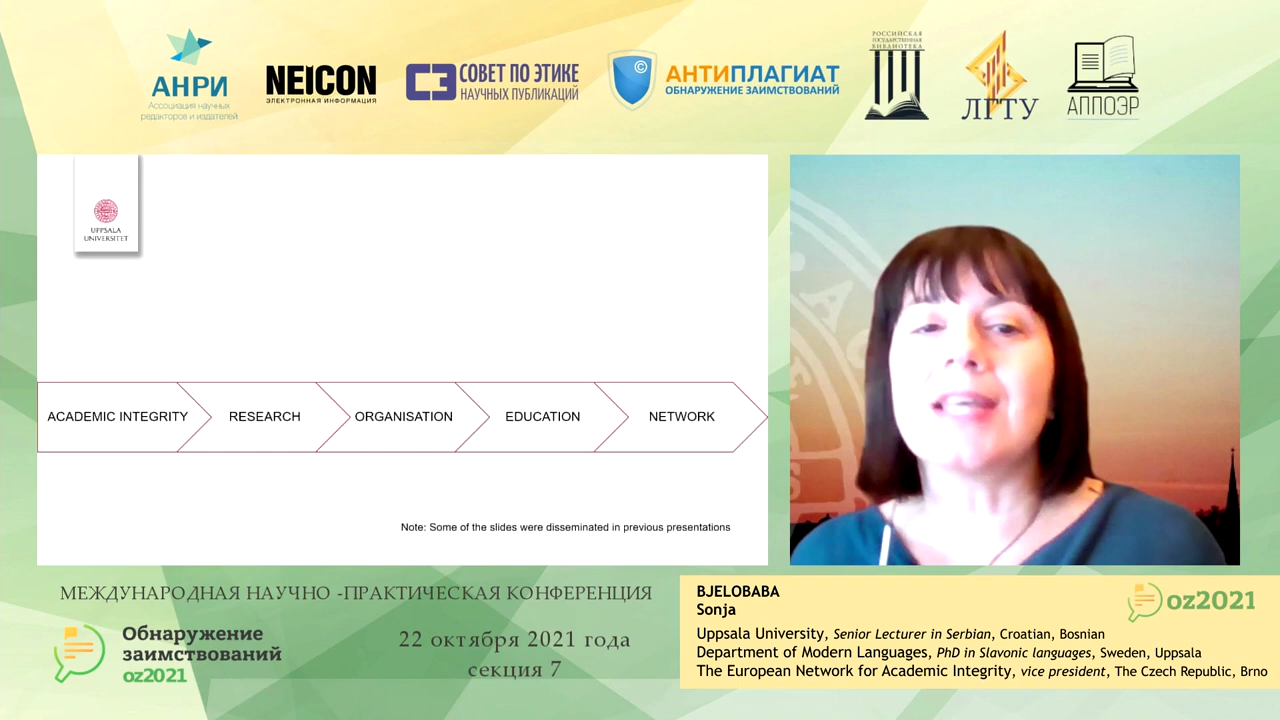 АНРИ
Ассоциация научных
редакторов и издателей
NEICON
ЭЛЕКТРОННАЯ ИНФОРМАЦИЯ
СЭ
СОВЕТ ПО ЭТИКЕ
НАУЧНЫХ ПУБЛИКАЦИЙ
©
АНТИПЛАГИАТ
ОБНАРУЖЕНИЕ ЗАИМСТВОВАНИЙ
РОССИЙСКАЯ
ГОСУДАРСТВЕННАЯ
БИБЛИОТЕКА
ЛГТУ
АППОЭР
UPPSALA
UNIVERSITET
ACADEMIC INTEGRITY
RESEARCH
ORGANISATION
EDUCATION
NETWORK
Note: Some of the slides were disseminated in previous presentations
МЕЖДУНАРОДНАЯ НАУЧНО -ПРАКТИЧЕСКАЯ КОНФЕРЕНЦИЯ
Обнаружение
заимствований
oz2021
22 октября 2021 года
секция 7
BJELOBABA
Sonja
oz2021
Uppsala University, Senior Lecturer in Serbian, Croatian, Bosnian
Department of Modern Languages, PhD in Slavonic languages, Sweden, Uppsala
The European Network for Academic Integrity, vice president, The Czech Republic, Brno